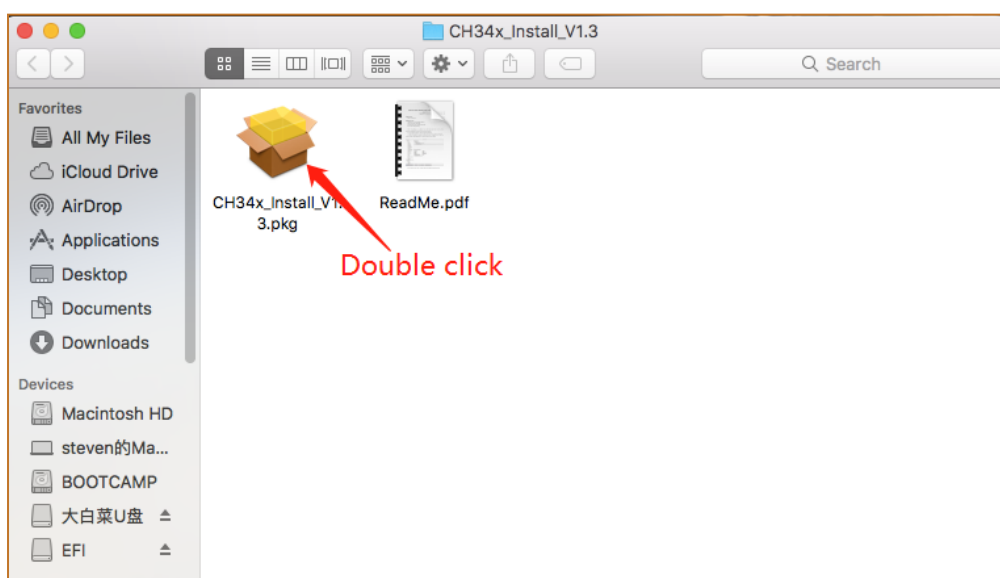 CH34x_Install_V1.3
Search
Favorites
All My Files
iCloud Drive
AirDrop
Applications
Desktop
Documents
Downloads
Devices
Macintosh HD
steven的Ma...
BOOTCAMP
大白菜U盘
EFI
CH34x_Install_V1.
3.pkg
ReadMe.pdf
Double click